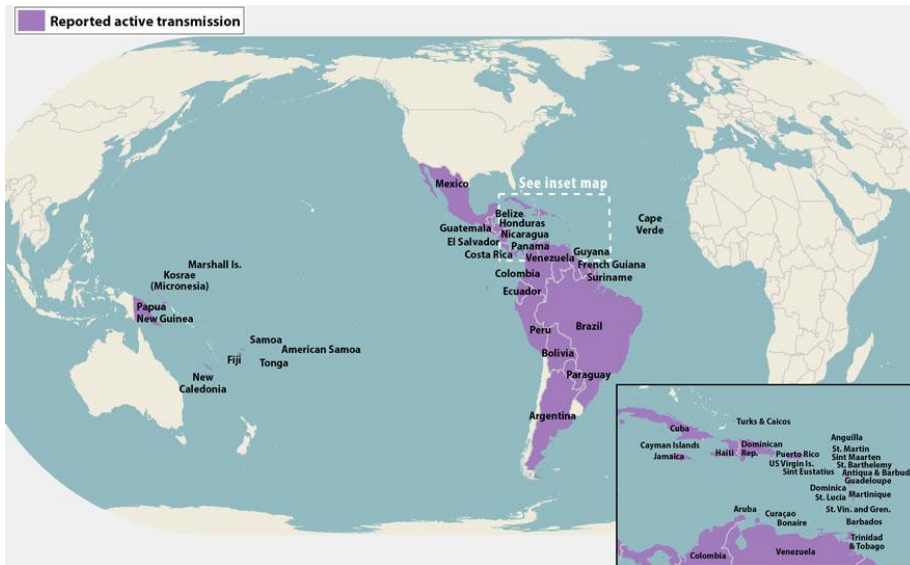 Reported active transmission
See inset map
Mexico
Belize
Honduras
Guatemala
Nicaragua
El Salvador
Panama
Costa Rica
Venezuela
Guyana
French Guiana
Suriname
Colombia
Ecuador
Peru
Brazil
Bolivia
Paraguay
Argentina
Cape
Verde
Marshall Is.
Kosrae
(Micronesia)
Papua
New Guinea
Samoa
American Samoa
Fiji
Tonga
New
Caledonia
Turks & Caicos
Cuba
Cayman Islands
Jamaica
Haiti
Dominican
Rep.
Puerto Rico
US Virgin Is.
Sint Eustatius
Anguilla
St. Martin
Sint Maarten
St. Barthelemy
Antiqua & Barbud
Guadeloupe
Dominica
Martinique
St. Lucia
St. Vin. and Gren.
Barbados
Aruba
Curaçao
Bonaire
Trinidad
& Tobago
Colombia
Venezuela